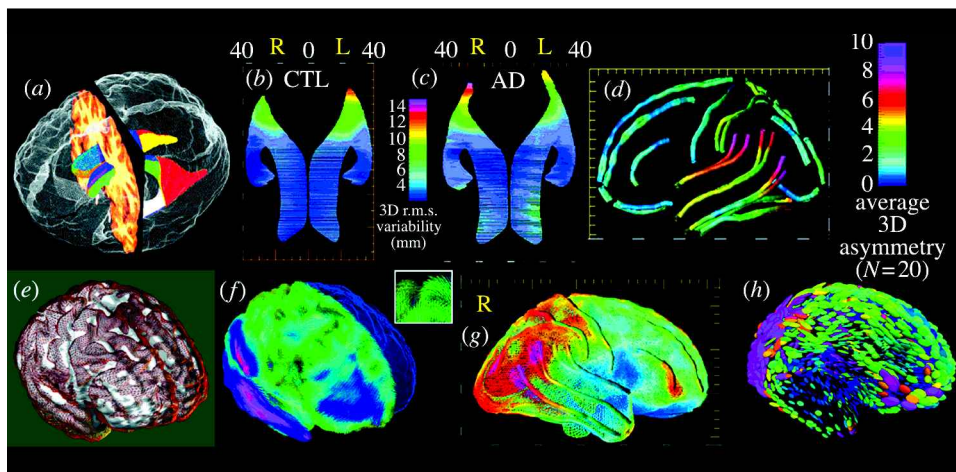 40 R 0 L 40
40 R 0 L 40
(a)
(b) CTL
(c) AD
14
12
10
8
6
4
3D r.m.s.
variability
(mm)
(d)
10
8
6
4
2
0
average
3D
asymmetry
(N=20)
(e)
(f)
R
(g)
(h)